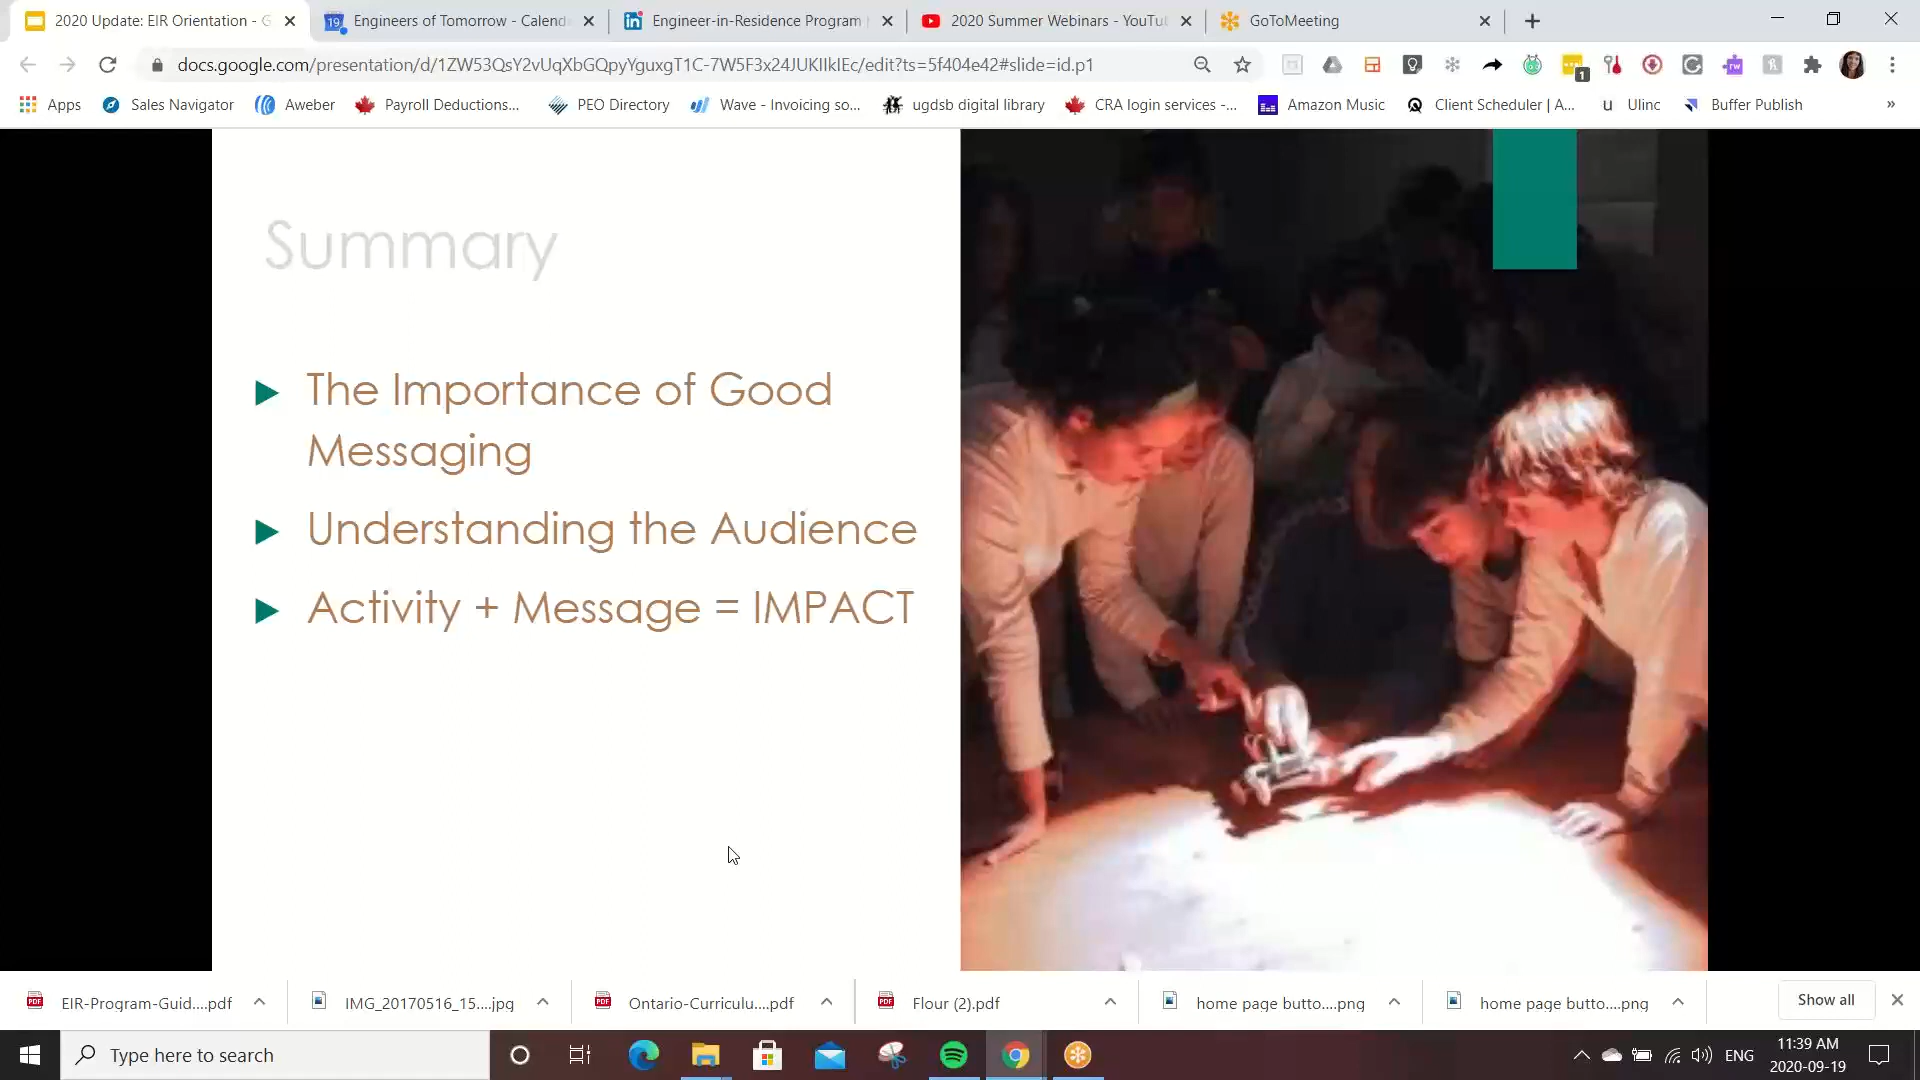 2020 Update: EIR Orientation - G
Engineers of Tomorrow - Calend
Engineer-in-Residence Program
2020 Summer Webinars - YouTu
GoToMeeting
docs.google.com/presentation/d/1ZW53QsY2vUqXbGQpyYguxgT1C-7W5F3x24JUKIIkIEc/edit?ts=5f404e42#slide=id.p1
Apps
Sales Navigator
Aweber
Payroll Deductions...
PEO Directory
Wave - Invoicing so...
ugdsb digital library
CRA login services -...
Amazon Music
Client Scheduler | A...
Ulinc
Buffer Publish
»
Summary
The Importance of Good
Messaging
Understanding the Audience
Activity + Message = IMPACT
EIR-Program-Guid....pdf
IMG_20170516_15....jpg
Ontario-Curriculu....pdf
Flour (2).pdf
home page butto....png
home page butto....png
Show all
Type here to search
ENG
11:39 AM
2020-09-19